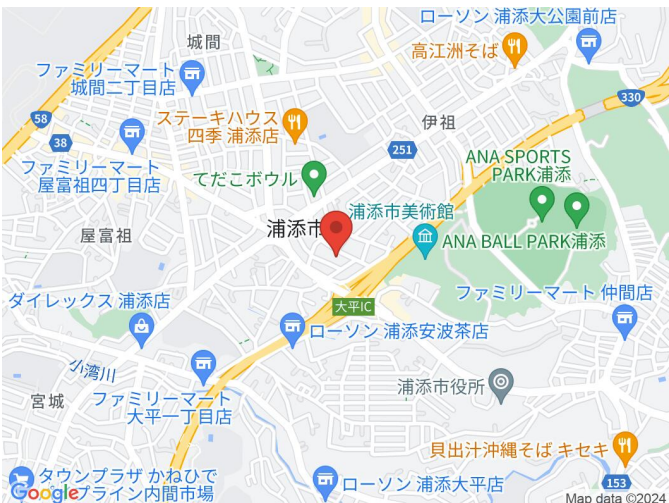 ローソン 浦添大公園前店
城間
高江洲そば
ファミリーマート
城間二丁目店
330
58
ステーキハウス
四季 浦添店
伊祖
38
251
ファミリーマート
屋富祖四丁目店
ANA SPORTS
PARK浦添
てだこボウル
浦添市美術館
浦添市
屋富祖
ANA BALL PARK浦添
ダイレックス 浦添店
大平IC
ファミリーマート 仲間店
ローソン 浦添安波茶店
小湾川
宮城
ファミリーマート
大平一丁目店
浦添市役所
貝出汁沖縄そば キセキ
タウンプラザ かねひで
Google
プライン内間市場
ローソン 浦添大平店
153
Map data ©2024